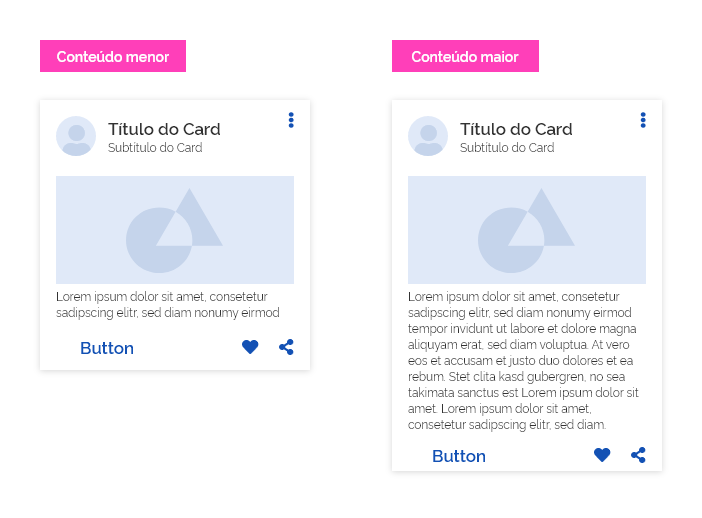 Conteúdo menor
Título do Card
Subtítulo do Card
Lorem ipsum dolor sit amet, consetetur
sadipscing elitr, sed diam nonumy eirmod
Button
Conteúdo maior
Título do Card
Subtítulo do Card
Lorem ipsum dolor sit amet, consetetur
sadipscing elitr, sed diam nonumy eirmod
tempor invidunt ut labore et dolore magna
aliquyam erat, sed diam voluptua. At vero
eos et accusam et justo duo dolores et ea
rebum. Stet clita kasd gubergren, no sea
takimata sanctus est Lorem ipsum dolor sit
amet. Lorem ipsum dolor sit amet,
consetetur sadipscing elitr, sed diam.
Button